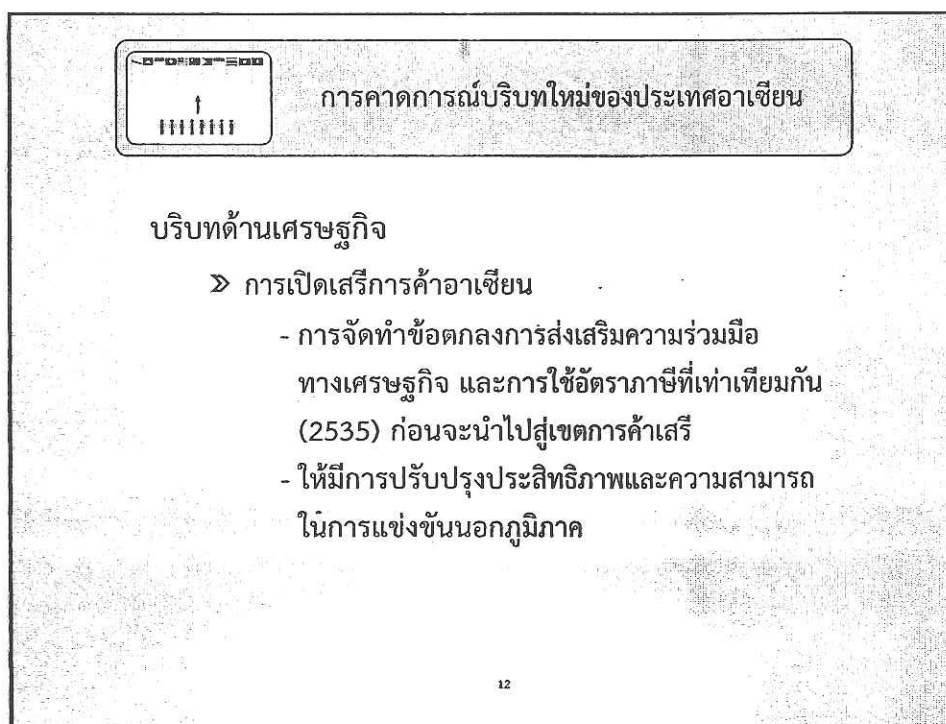 การคาดการณ์บริบทใหม่ของประเทศอาเซียน
บริบทด้านเศรษฐกิจ
» การเปิดเสรีการค้าอาเซียน
- การจัดทำข้อตกลงการส่งเสริมความร่วมมือ
ทางเศรษฐกิจ และการใช้อัตราภาษีที่เท่าเทียมกัน
(2535) ก่อนจะนำไปสู่เขตการค้าเสรี
- ให้มีการปรับปรุงประสิทธิภาพและความสามารถ
ในการแข่งขันนอกภูมิภาค
12